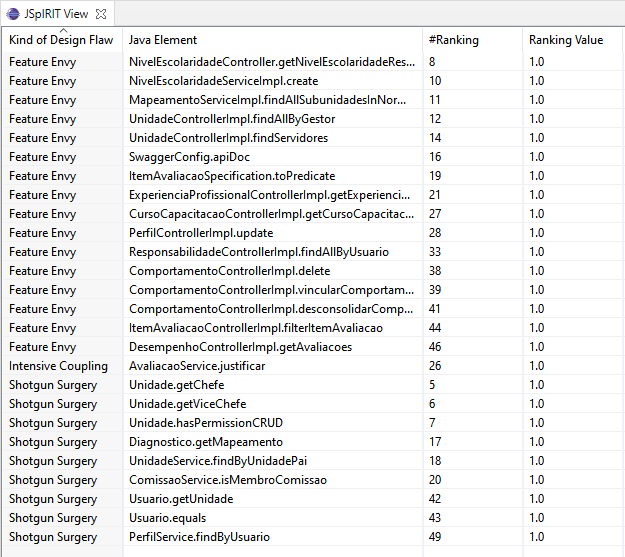 JSpIRIT View
Kind of Design Flaw Java Element #Ranking Ranking Value
Feature Envy NivelEscolaridadeController.getNivelEscolaridadeRes... 8 1.0
Feature Envy NivelEscolaridadeServiceImpl.create 10 1.0
Feature Envy MapeamentoServiceImpl.findAllSubunidadesInNor... 11 1.0
Feature Envy UnidadeControllerImpl.findAllByGestor 12 1.0
Feature Envy UnidadeControllerImpl.findServidores 14 1.0
Feature Envy SwaggerConfig.apiDoc 16 1.0
Feature Envy ItemAvaliacaoSpecification.toPredicate 19 1.0
Feature Envy ExperienciaProfissionalControllerImpl.getExperienci... 21 1.0
Feature Envy CursoCapacitacaoControllerImpl.getCursoCapacitac... 27 1.0
Feature Envy PerfilControllerImpl.update 28 1.0
Feature Envy ResponsabilidadeControllerImpl.findAllByUsuario 33 1.0
Feature Envy ComportamentoControllerImpl.delete 38 1.0
Feature Envy ComportamentoControllerImpl.vincularComportam... 39 1.0
Feature Envy ComportamentoControllerImpl.desconsolidarComp... 41 1.0
Feature Envy ItemAvaliacaoControllerImpl.filterItemAvaliacao 44 1.0
Feature Envy DesempenhoControllerImpl.getAvaliacoes 46 1.0
Intensive Coupling AvaliacaoService.justificar 26 1.0
Shotgun Surgery Unidade.getChefe 5 1.0
Shotgun Surgery Unidade.getViceChefe 6 1.0
Shotgun Surgery Unidade.hasPermissionCRUD 7 1.0
Shotgun Surgery Diagnostico.getMapeamento 17 1.0
Shotgun Surgery UnidadeService.findByUnidadePai 18 1.0
Shotgun Surgery ComissaoService.isMembroComissao 20 1.0
Shotgun Surgery Usuario.getUnidade 42 1.0
Shotgun Surgery Usuario.equals 43 1.0
Shotgun Surgery PerfilService.findByUsuario 49 1.0